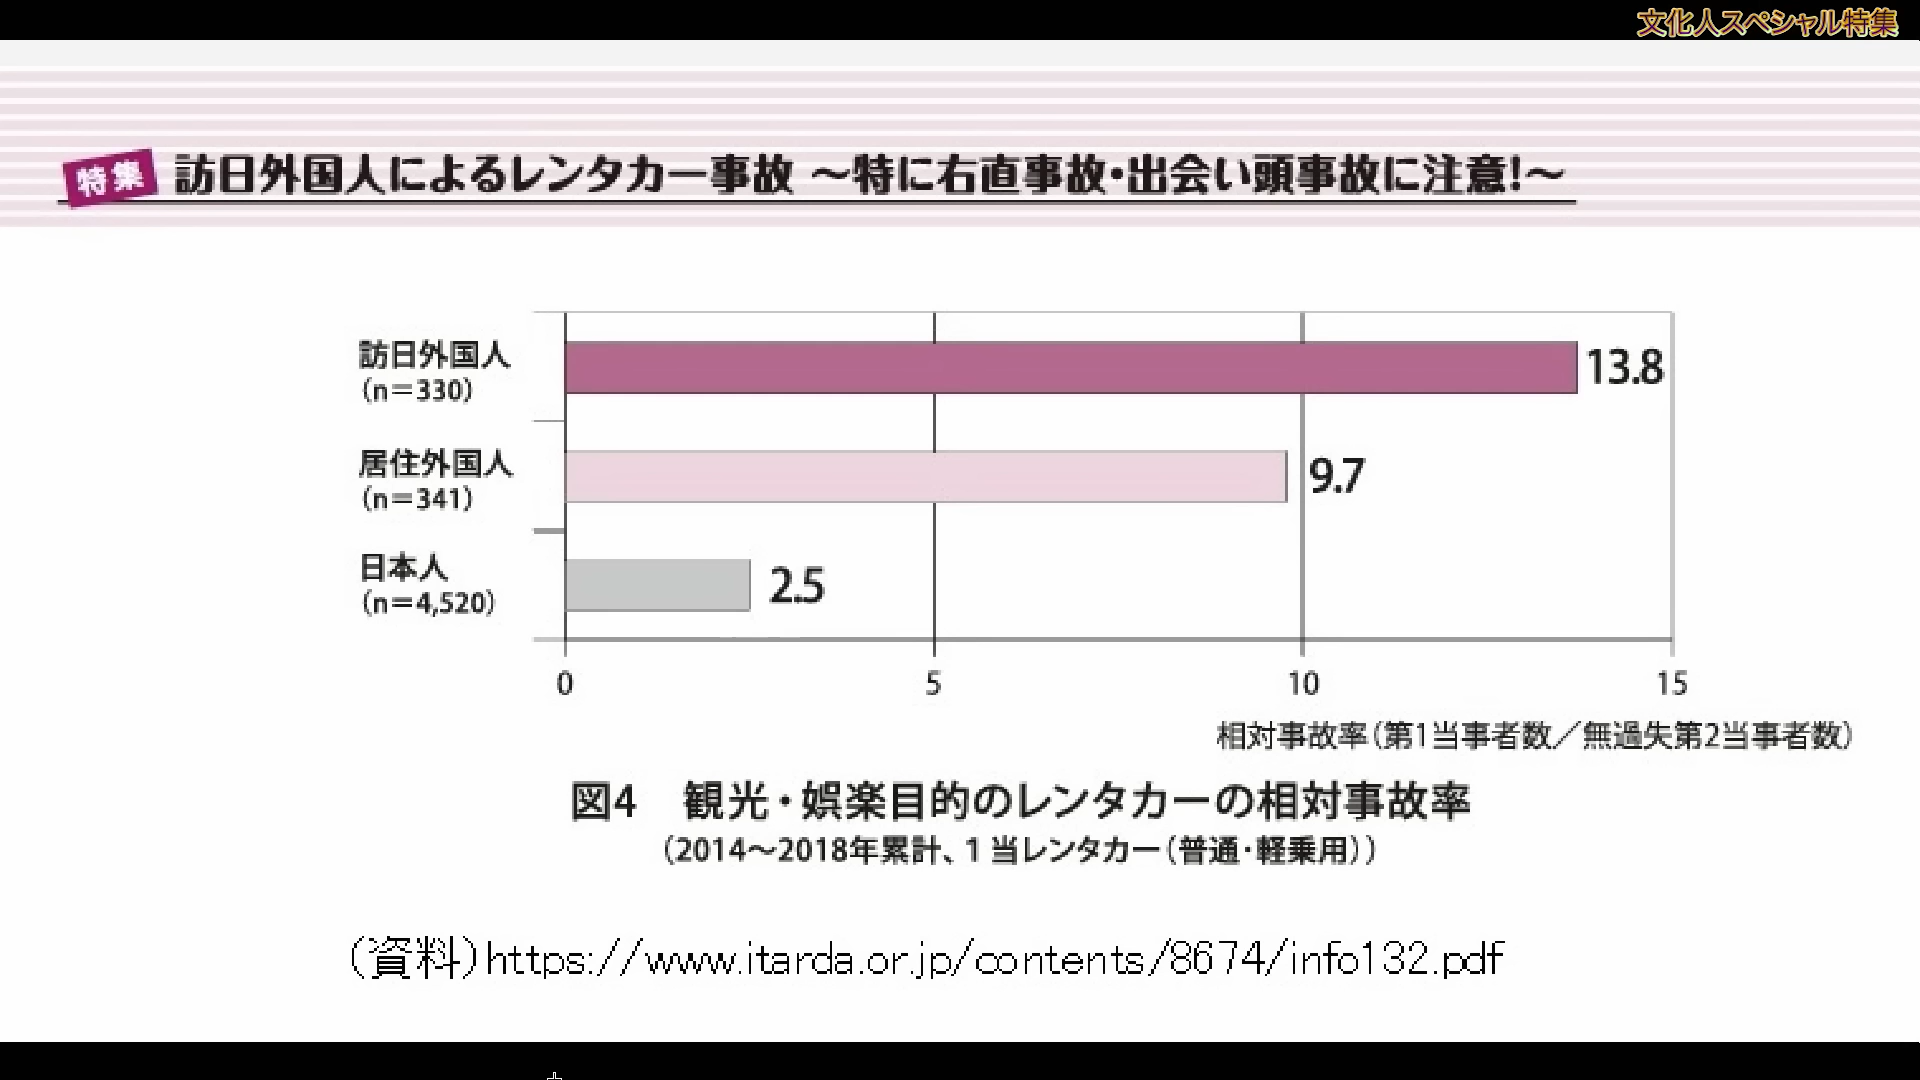 文化人スペシャル特集
特集 訪日外国人によるレンタカー事故 ～特に右直事故・出会い頭事故に注意!～
訪日外国人
(n=330)
13.8
居住外国人
(n=341)
9.7
日本人
(n=4,520)
2.5
0 5 10 15
相対事故率(第1当事者数／無過失第2当事者数)
図4 観光・娯楽目的のレンタカーの相対事故率
(2014～2018年累計、1当レンタカー(普通・軽乗用))
(資料)https://www.itarda.or.jp/contents/8674/info132.pdf